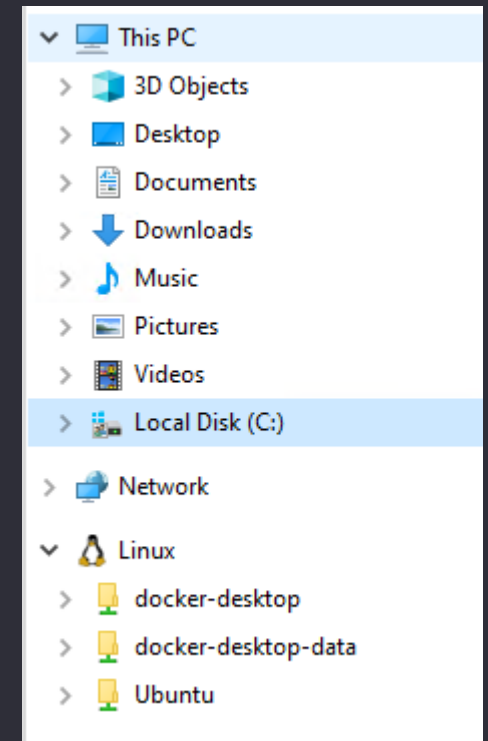 This PC
3D Objects
Desktop
Documents
Downloads
Music
Pictures
Videos
Local Disk (C:)
Network
Linux
docker-desktop
docker-desktop-data
Ubuntu